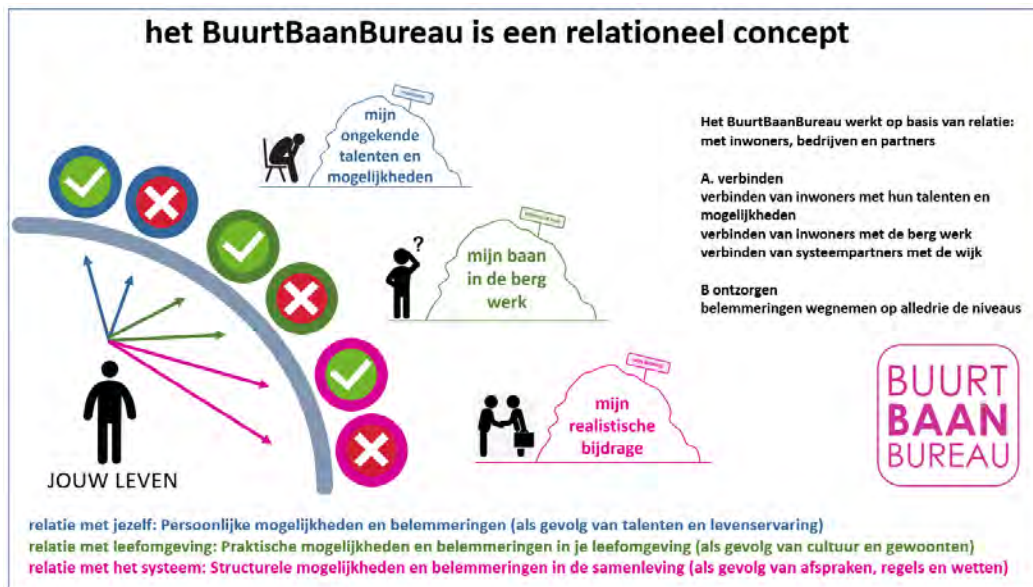 het BuurtBaanBureau is een relationeel concept
mijn
ongekende
talenten en
mogelijkheden
?
mijn baan
in de berg
werk
mijn
realistische
bijdrage
JOUW LEVEN
Het BuurtBaanBureau werkt op basis van relatie:
met inwoners, bedrijven en partners
A. verbinden
verbinden van inwoners met hun talenten en
mogelijkheden
verbinden van inwoners met de berg werk
verbinden van systeempartners met de wijk
B ontzorgen
belemmeringen wegnemen op alledrie de niveaus
BUURT
BAAN
BUREAU
relatie met jezelf: Persoonlijke mogelijkheden en belemmeringen (als gevolg van talenten en levenservaring)
relatie met leefomgeving: Praktische mogelijkheden en belemmeringen in je leefomgeving (als gevolg van cultuur en gewoonten)
relatie met het systeem: Structurele mogelijkheden en belemmeringen in de samenleving (als gevolg van afspraken, regels en wetten)